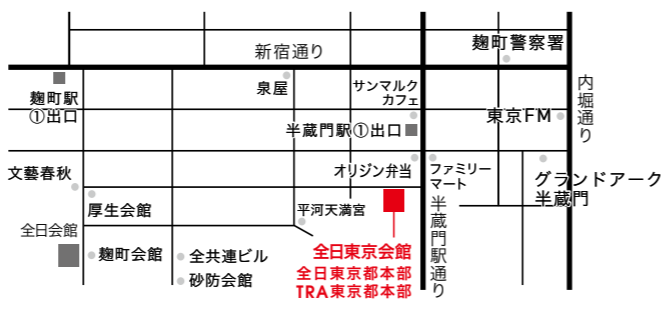 新宿通り
麹町警察署
内堀通り
麹町駅
①出口
泉屋
サンマルク
カフェ
東京FM
半蔵門駅①出口
文藝春秋
オリジン弁当
ファミリー
マート
グランドアーク
半蔵門
厚生会館
平河天満宮
半蔵門駅通り
全日会館
麹町会館
全共連ビル
砂防会館
全日東京会館
全日東京都本部
TRA東京都本部